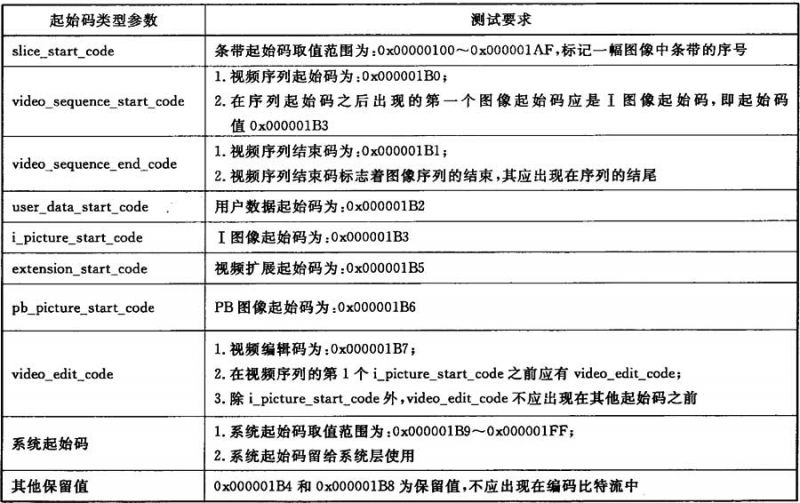 起始码类型参数 测试要求
slice_start_code 条带起始码取值范围为:0x00000100～0x000001AF,标记一幅图像中条带的序号
video_sequence_start_code
1. 视频序列起始码为:0x000001B0;
2. 在序列起始码之后出现的第一个图像起始码应是 I 图像起始码,即起始码
值 0x000001B3
video_sequence_end_code
1. 视频序列结束码为:0x000001B1;
2. 视频序列结束码标志着图像序列的结束,其应出现在序列的结尾
user_data_start_code 用户数据起始码为:0x000001B2
i_picture_start_code I 图像起始码为:0x000001B3
extension_start_code 视频扩展起始码为:0x000001B5
pb_picture_start_code PB 图像起始码为:0x000001B6
video_edit_code
1. 视频编辑码为:0x000001B7;
2. 在视频序列的第 1 个 i_picture_start_code 之前应有 video_edit_code;
3. 除 i_picture_start_code 外,video_edit_code 不应出现在其他起始码之前
系统起始码
1. 系统起始码取值范围为:0x000001B9～0x000001FF;
2. 系统起始码留给系统层使用
其他保留值 0x000001B4 和 0x000001B8 为保留值,不应出现在编码比特流中